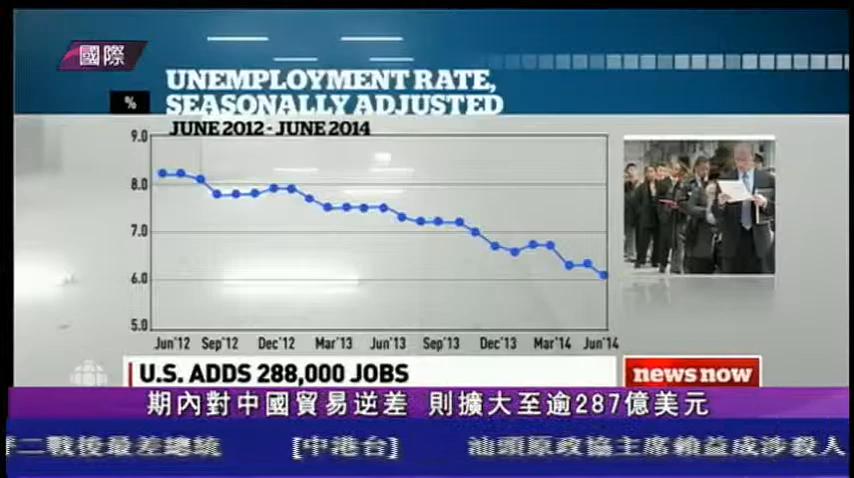 國際
UNEMPLOYMENT RATE,
%
SEASONALLY ADJUSTED
JUNE 2012 - JUNE 2014
9.0
8.0
7.0
6.0
5.0
Jun'12 Sep'12 Dec'12 Mar'13 Jun'13 Sep'13 Dec'13 Mar'14 Jun'14
U.S. ADDS 288,000 JOBS
news now
期內對中國貿易逆差 則擴大至逾287億美元
二戰後最差總統 [中港台] 汕頭原政協主席賴益成涉殺人